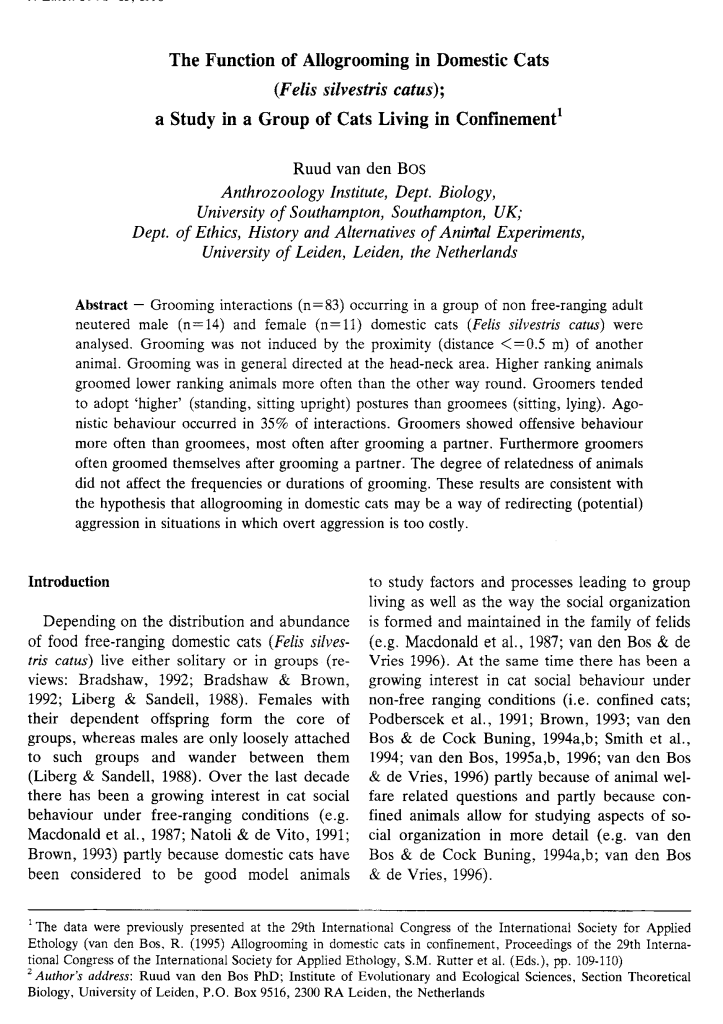 The Function of Allogrooming in Domestic Cats
(Felis silvestris catus);
a Study in a Group of Cats Living in Confinement¹
Ruud van den BOS
Anthrozoology Institute, Dept. Biology,
University of Southampton, Southampton, UK;
Dept. of Ethics, History and Alternatives of Animal Experiments,
University of Leiden, Leiden, the Netherlands
Abstract — Grooming interactions (n=83) occurring in a group of non free-ranging adult
neutered male (n=14) and female (n=11) domestic cats (Felis silvestris catus) were
analysed. Grooming was not induced by the proximity (distance <=0.5 m) of another
animal. Grooming was in general directed at the head-neck area. Higher ranking animals
groomed lower ranking animals more often than the other way round. Groomers tended
to adopt ‘higher’ (standing, sitting upright) postures than groomees (sitting, lying). Ago-
nistic behaviour occurred in 35% of interactions. Groomers showed offensive behaviour
more often than groomees, most often after grooming a partner. Furthermore groomers
often groomed themselves after grooming a partner. The degree of relatedness of animals
did not affect the frequencies or durations of grooming. These results are consistent with
the hypothesis that allogrooming in domestic cats may be a way of redirecting (potential)
aggression in situations in which overt aggression is too costly.
Introduction
Depending on the distribution and abundance
of food free-ranging domestic cats (Felis silves-
tris catus) live either solitary or in groups (re-
views: Bradshaw, 1992; Bradshaw & Brown,
1992; Liberg & Sandell, 1988). Females with
their dependent offspring form the core of
groups, whereas males are only loosely attached
to such groups and wander between them
(Liberg & Sandell, 1988). Over the last decade
there has been a growing interest in cat social
behaviour under free-ranging conditions (e.g.
Macdonald et al., 1987; Natoli & de Vito, 1991;
Brown, 1993) partly because domestic cats have
been considered to be good model animals
to study factors and processes leading to group
living as well as the way the social organization
is formed and maintained in the family of felids
(e.g. Macdonald et al., 1987; van den Bos & de
Vries 1996). At the same time there has been a
growing interest in cat social behaviour under
non-free ranging conditions (i.e. confined cats;
Podberscek et al., 1991; Brown, 1993; van den
Bos & de Cock Buning, 1994a,b; Smith et al.,
1994; van den Bos, 1995a,b, 1996; van den Bos
& de Vries, 1996) partly because of animal wel-
fare related questions and partly because con-
fined animals allow for studying aspects of so-
cial organization in more detail (e.g. van den
Bos & de Cock Buning, 1994a,b; van den Bos
& de Vries, 1996).
¹ The data were previously presented at the 29th International Congress of the International Society for Applied
Ethology (van den Bos, R. (1995) Allogrooming in domestic cats in confinement, Proceedings of the 29th Interna-
tional Congress of the International Society for Applied Ethology, S.M. Rutter et al. (Eds.), pp. 109-110)
² Author's address: Ruud van den Bos PhD; Institute of Evolutionary and Ecological Sciences, Section Theoretical
Biology, University of Leiden, P.O. Box 9516, 2300 RA Leiden, the Netherlands